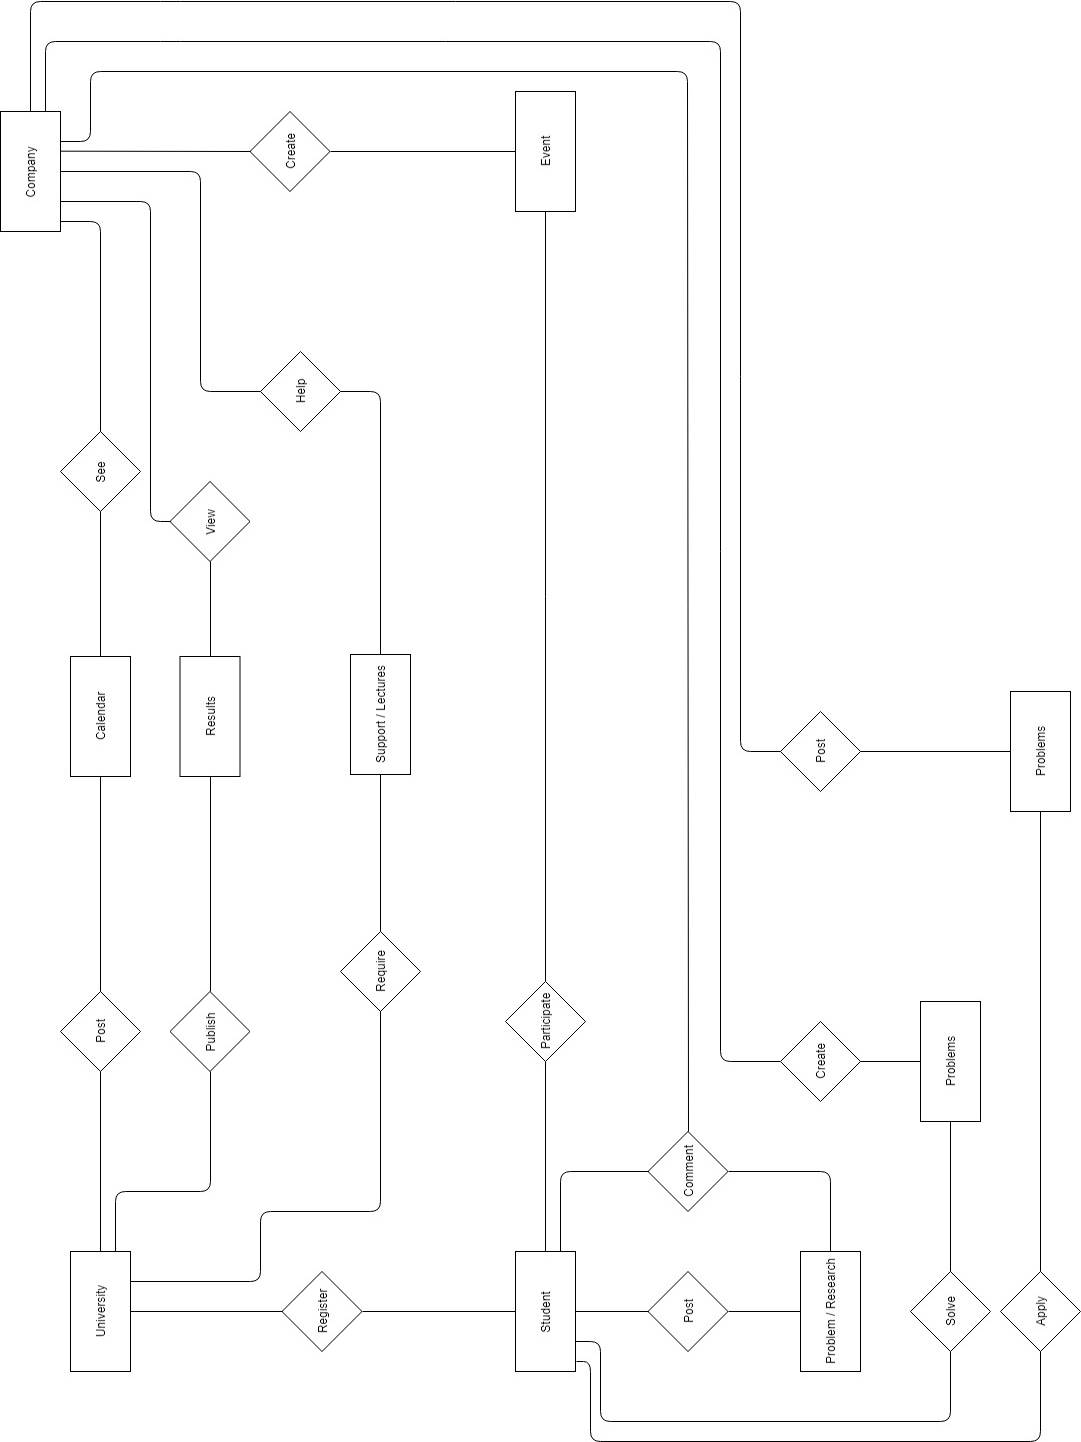 Company
Create
Event
Help
See
View
Calendar
Results
Support / Lectures
Post
Problems
Require
Post
Publish
Participate
Create
Problems
Comment
University
Register
Student
Post
Problem / Research
Solve
Apply